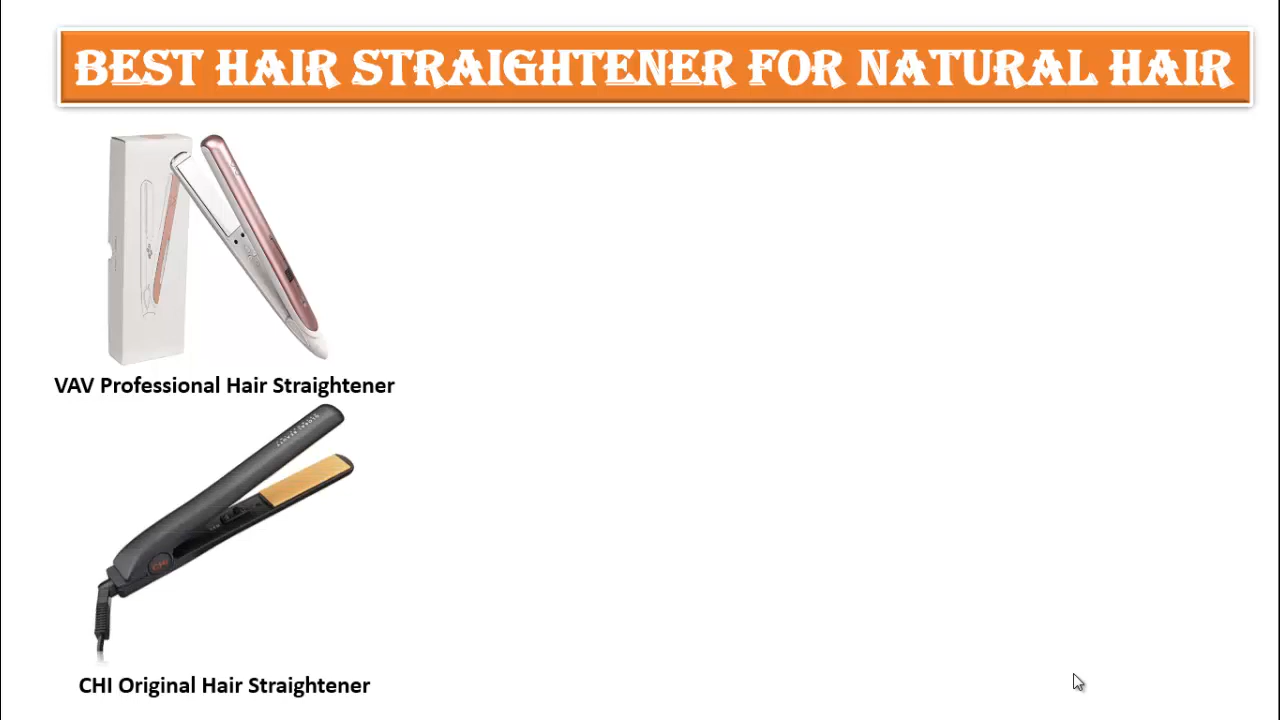 BEST HAIR STRAIGHTENER FOR NATURAL HAIR
VAV Professional Hair Straightener
CHI Original Hair Straightener